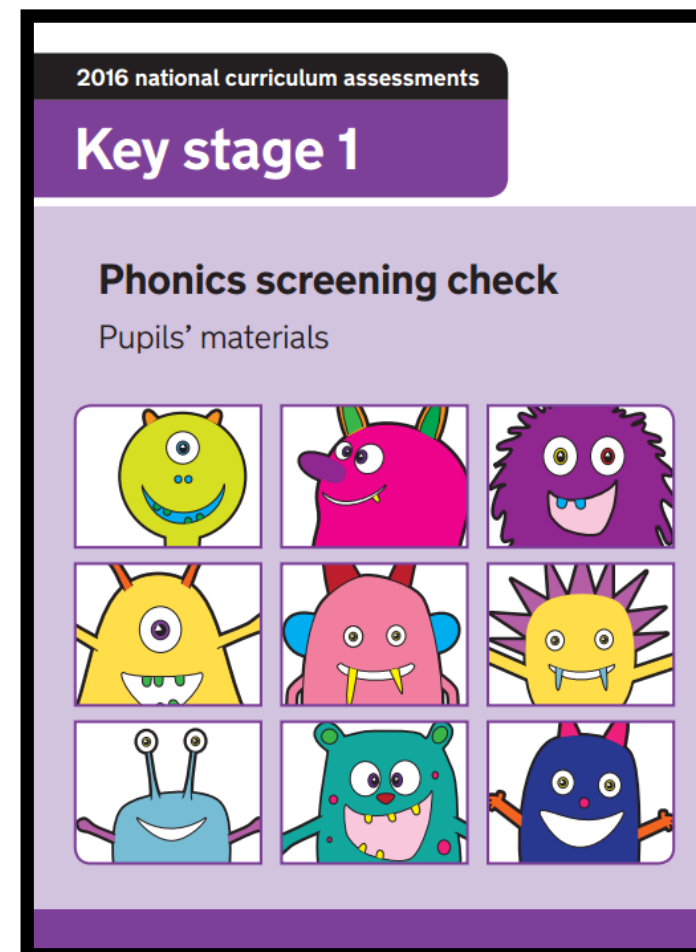 2016 national curriculum assessments
Key stage 1
Phonics screening check
Pupils’ materials